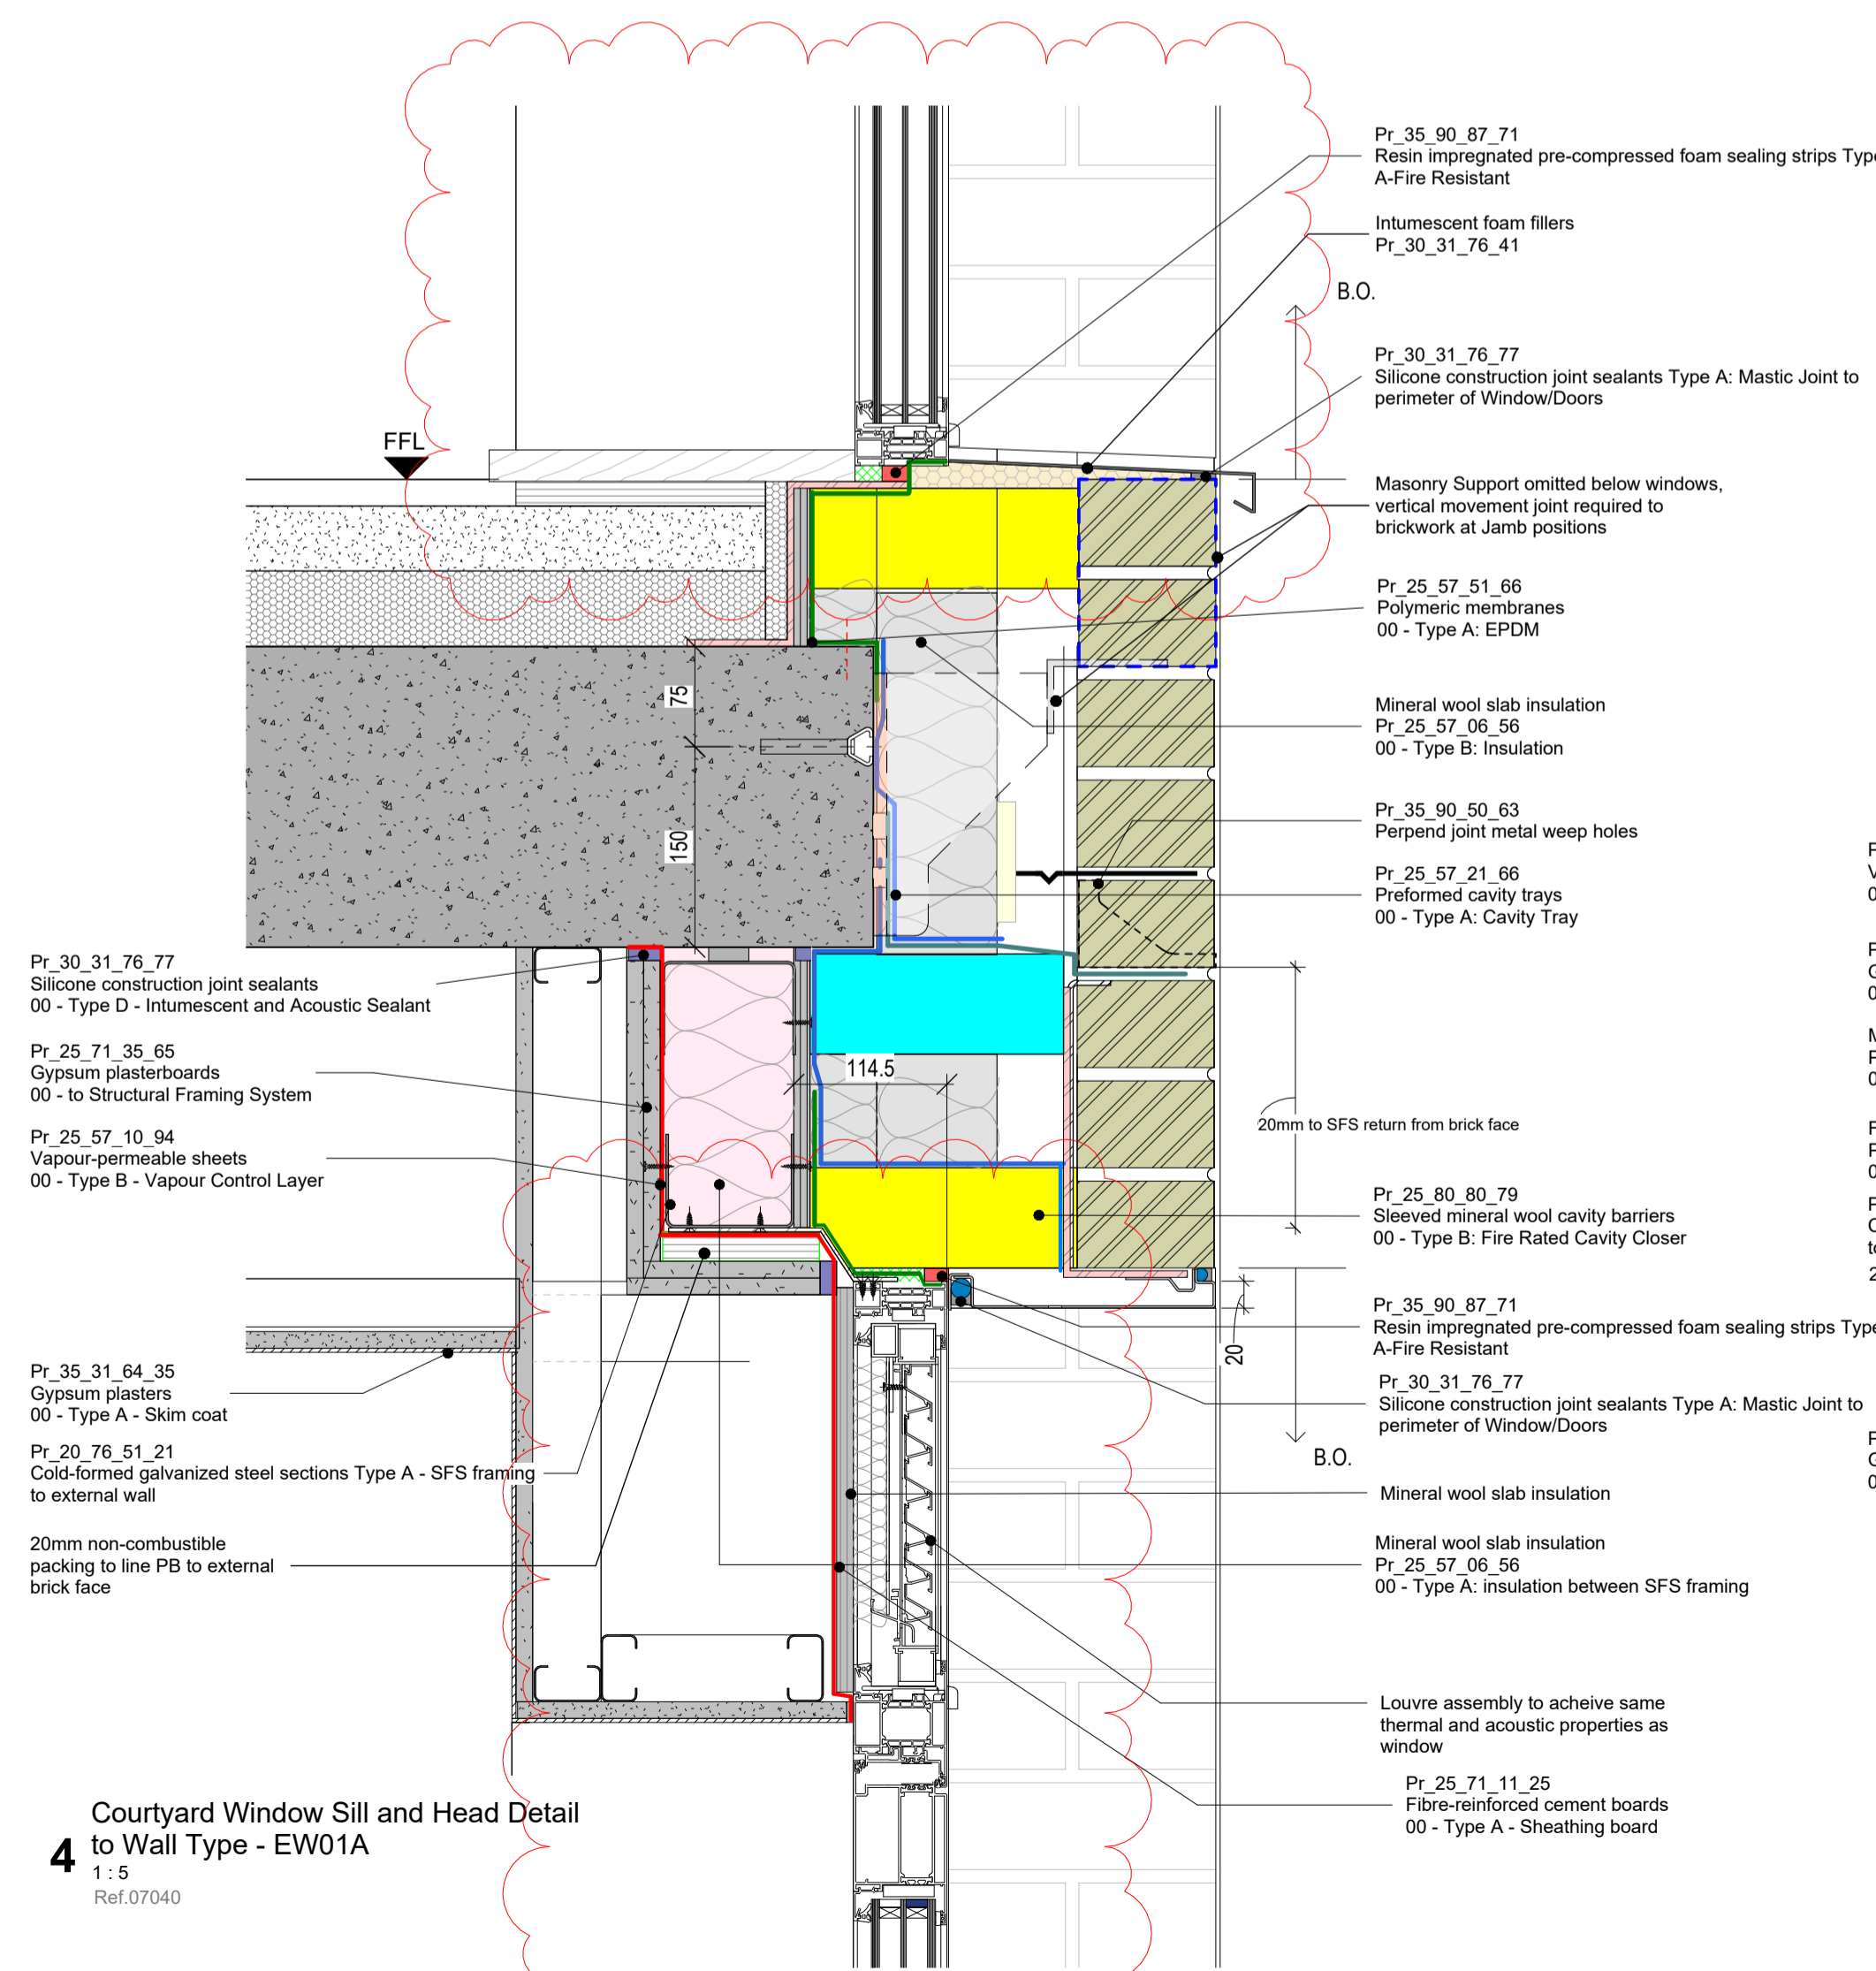 Pr_35_90_87_71
Resin impregnated pre-compressed foam sealing strips Type
A-Fire Resistant
Intumescent foam fillers
Pr_30_31_76_41
B.O.
Pr_30_31_76_77
Silicone construction joint sealants Type A: Mastic Joint to
perimeter of Window/Doors
FFL
Masonry Support omitted below windows,
vertical movement joint required to
brickwork at Jamb positions
Pr_25_57_51_66
Polymeric membranes
00 - Type A: EPDM
75
Mineral wool slab insulation
Pr_25_57_06_56
00 - Type B: Insulation
150
Pr_35_90_50_63
Perpend joint metal weep holes
Pr_25_57_21_66
Preformed cavity trays
00 - Type A: Cavity Tray
Pr_30_31_76_77
Silicone construction joint sealants
00 - Type D - Intumescent and Acoustic Sealant
Pr_25_71_35_65
Gypsum plasterboards
00 - to Structural Framing System
114.5
20mm to SFS return from brick face
Pr_25_57_10_94
Vapour-permeable sheets
00 - Type B - Vapour Control Layer
Pr_25_80_80_79
Sleeved mineral wool cavity barriers
00 - Type B: Fire Rated Cavity Closer
Pr_35_90_87_71
Resin impregnated pre-compressed foam sealing strips Type
A-Fire Resistant
20
Pr_35_31_64_35
Gypsum plasters
00 - Type A - Skim coat
Pr_30_31_76_77
Silicone construction joint sealants Type A: Mastic Joint to
perimeter of Window/Doors
B.O.
Pr_20_76_51_21
Cold-formed galvanized steel sections Type A - SFS framing
to external wall
Mineral wool slab insulation
20mm non-combustible
packing to line PB to external
brick face
Mineral wool slab insulation
Pr_25_57_06_56
00 - Type A: insulation between SFS framing
Louvre assembly to acheive same
thermal and acoustic properties as
window
Pr_25_71_11_25
Fibre-reinforced cement boards
00 - Type A - Sheathing board
4
Courtyard Window Sill and Head Detail
to Wall Type - EW01A
1 : 5
Ref.07040